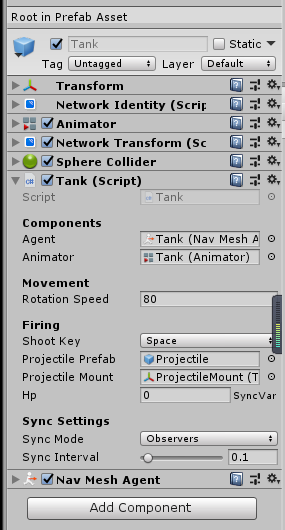 Root in Prefab Asset
Tank Static
Tag Untagged Layer Default
Transform
Network Identity (Scrip
Animator
Network Transform (Sc
Sphere Collider
Tank (Script)
Script Tank
Components
Agent Tank (Nav Mesh A
Animator Tank (Animator)
Movement
Rotation Speed 80
Firing
Shoot Key Space
Projectile Prefab Projectile
Projectile Mount ProjectileMount (T
Hp 0 SyncVar
Sync Settings
Sync Mode Observers
Sync Interval 0.1
Nav Mesh Agent
Add Component